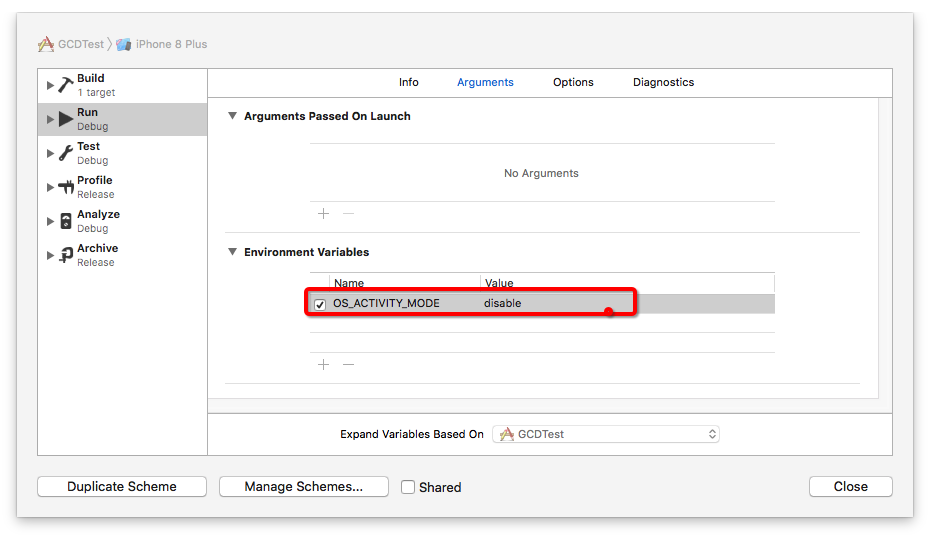 GCDTest iPhone 8 Plus
Build
1 target
Run
Debug
Test
Debug
Profile
Release
Analyze
Debug
Archive
Release
Info Arguments Options Diagnostics
Arguments Passed On Launch
No Arguments
Environment Variables
Name Value
OS_ACTIVITY_MODE disable
Expand Variables Based On GCDTest
Duplicate Scheme Manage Schemes... Shared Close